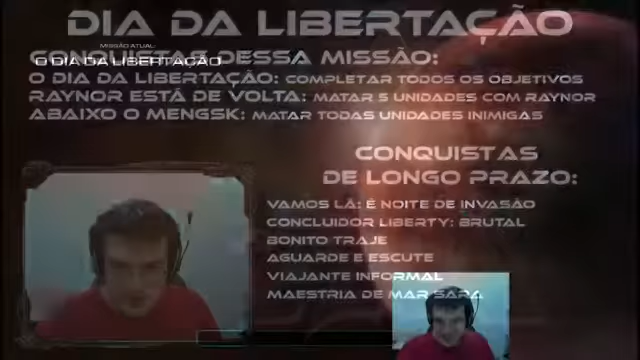 DIA DA LIBERTAÇÃO
MISSÃO ATUAL:
CONQUISTAS DESSA MISSÃO:
O DIA DA LIBERTAÇÃO
O DIA DA LIBERTAÇÃO: COMPLETAR TODOS OS OBJETIVOS
RAYNOR ESTÁ DE VOLTA: MATAR 5 UNIDADES COM RAYNOR
ABAIXO O MENGSK: MATAR TODAS UNIDADES INIMIGAS
CONQUISTAS
DE LONGO PRAZO:
VAMOS LÁ: É NOITE DE INVASÃO
CONCLUIDOR LIBERTY: BRUTAL
BONITO TRAJE
AGUARDE E ESCUTE
VIAJANTE INFORMAL
MAESTRIA DE MAR SARA